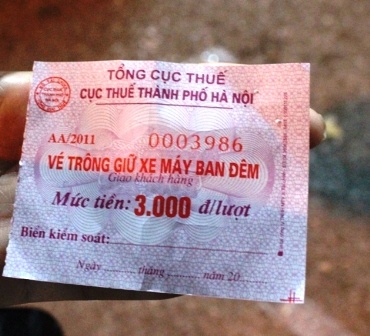 TỔNG CỤC THUẾ
CỤC THUẾ THÀNH PHỐ HÀ NỘI
AA/2011 0003986
VÉ TRÔNG GIỮ XE MÁY BAN ĐÊM
Giao khách hàng
Mức tiền: 3.000 đ/lượt
Biển kiểm soát:
Ngày ........... tháng ........... năm 20 ......